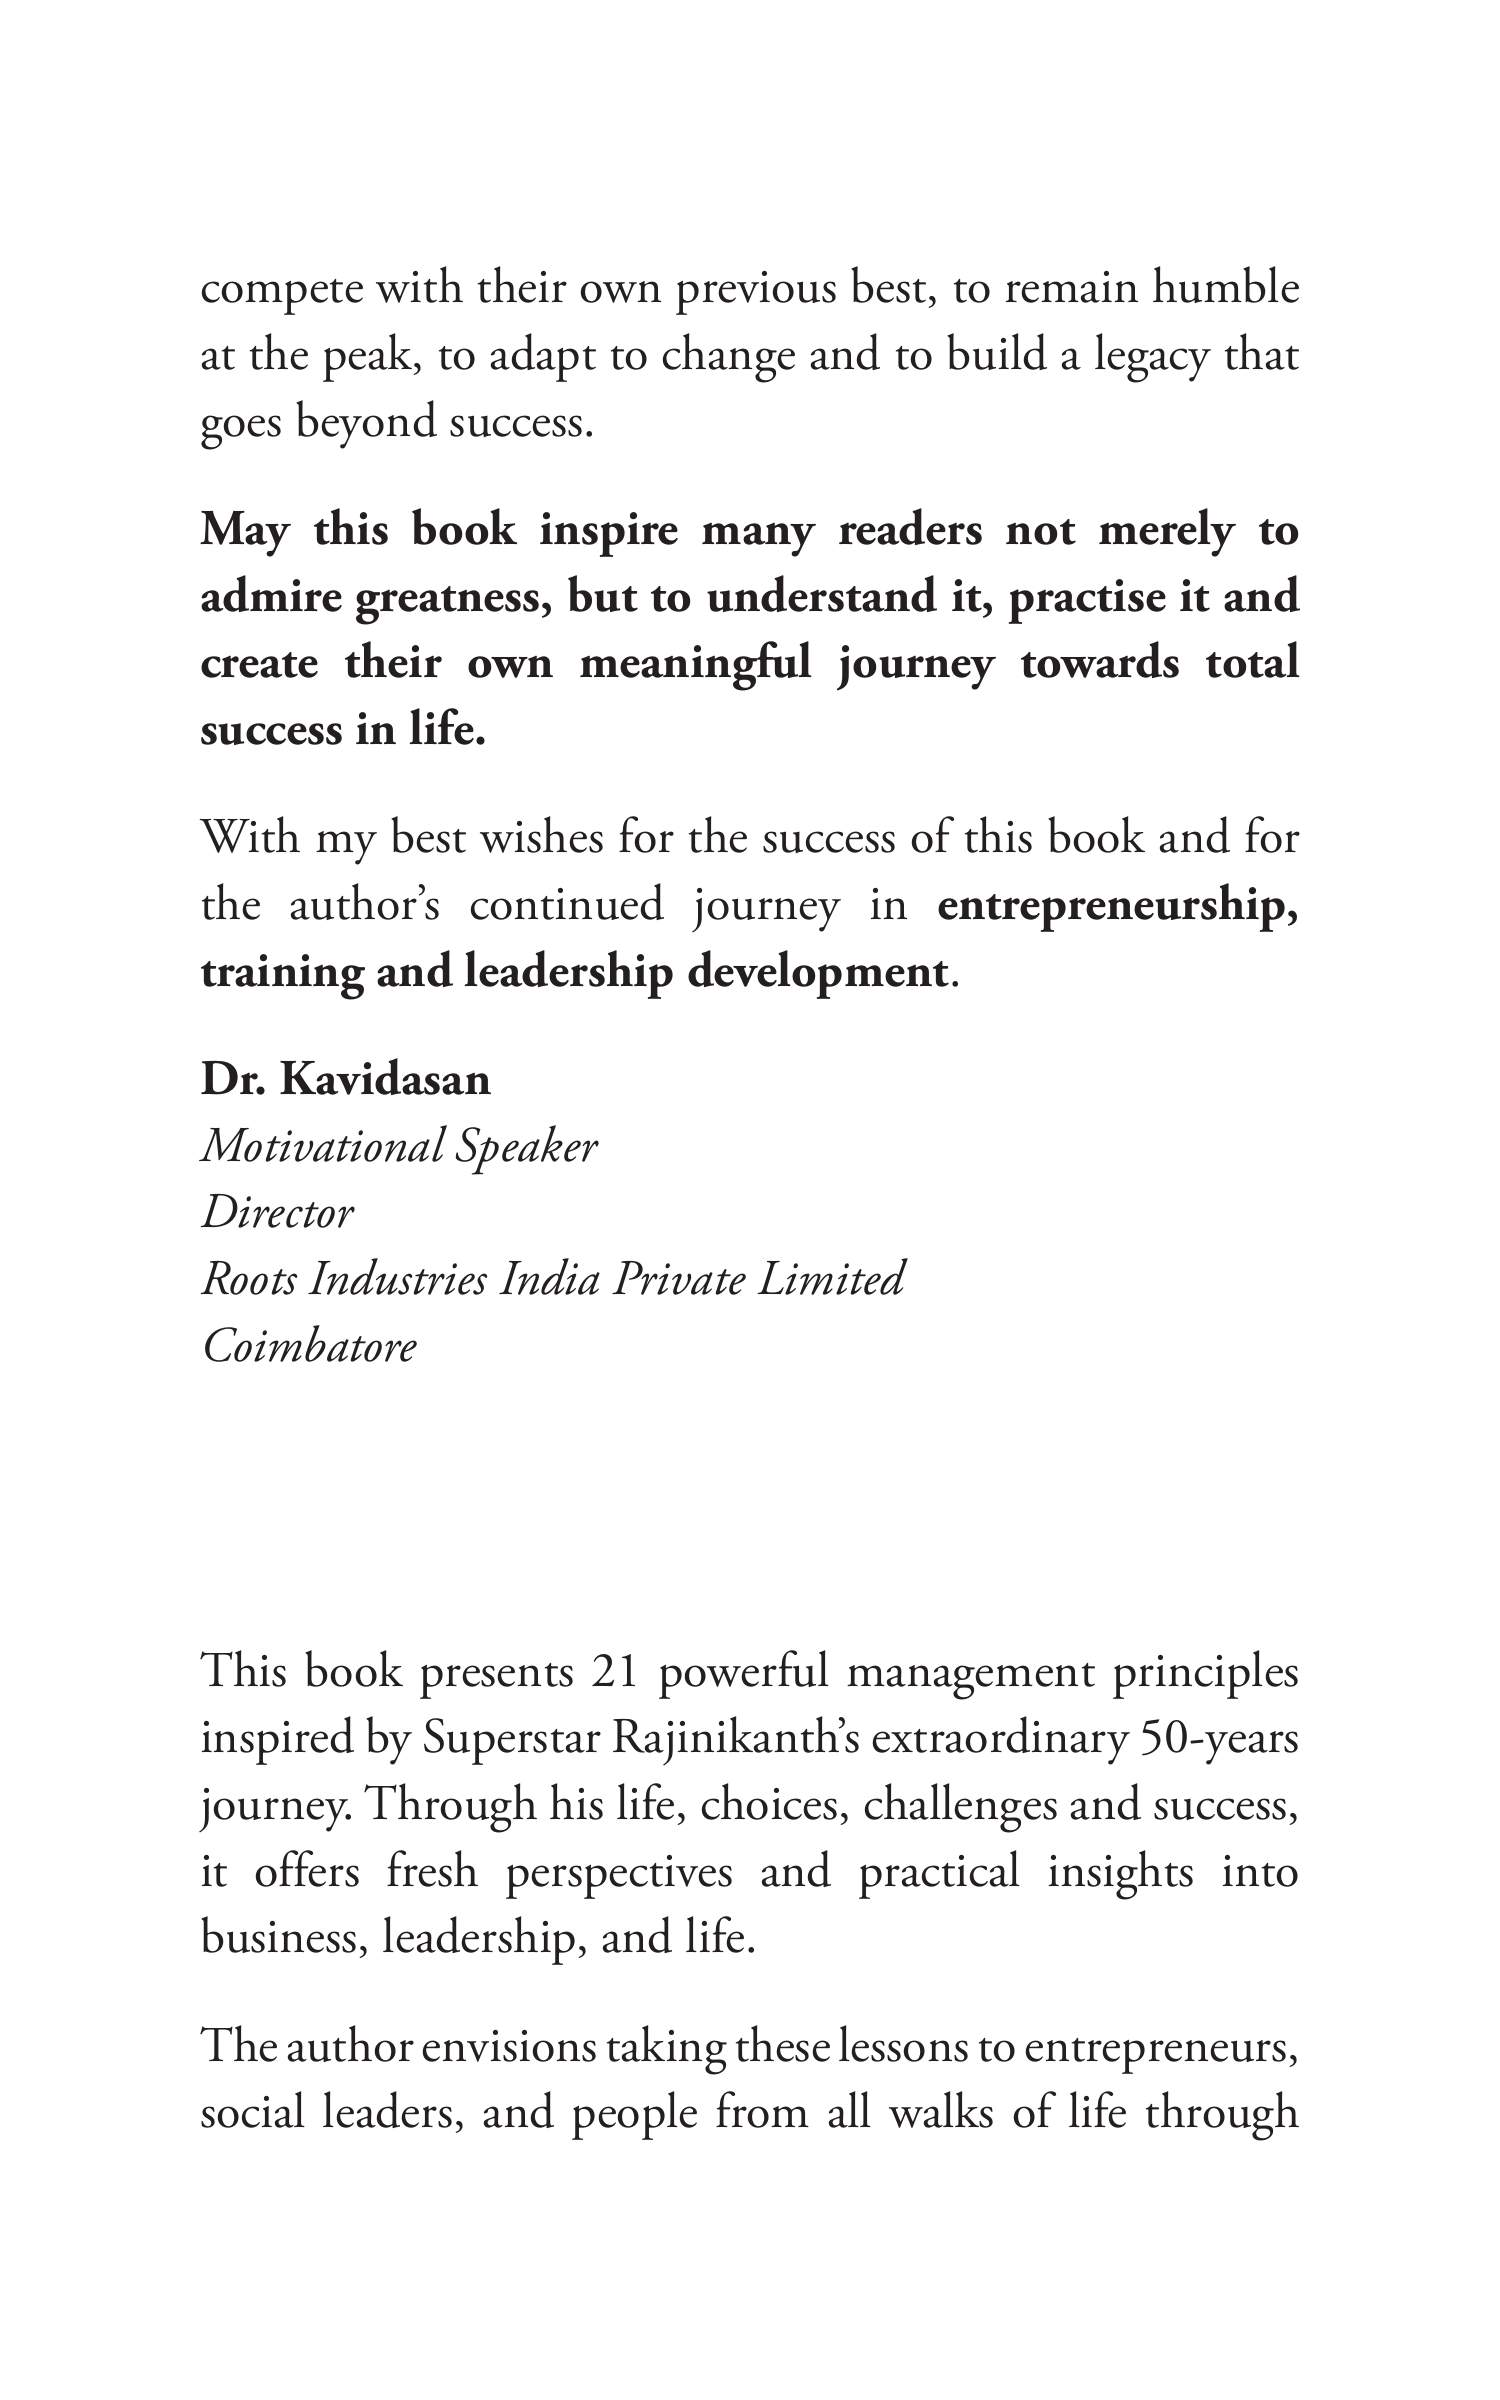 compete with their own previous best, to remain humble
at the peak, to adapt to change and to build a legacy that
goes beyond success.
May this book inspire many readers not merely to
admire greatness, but to understand it, practise it and
create their own meaningful journey towards total
success in life.
With my best wishes for the success of this book and for
the author’s continued journey in entrepreneurship,
training and leadership development.
Dr. Kavidasan
Motivational Speaker
Director
Roots Industries India Private Limited
Coimbatore
This book presents 21 powerful management principles
inspired by Superstar Rajinikanth’s extraordinary 50-years
journey. Through his life, choices, challenges and success,
it offers fresh perspectives and practical insights into
business, leadership, and life.
The author envisions taking these lessons to entrepreneurs,
social leaders, and people from all walks of life through